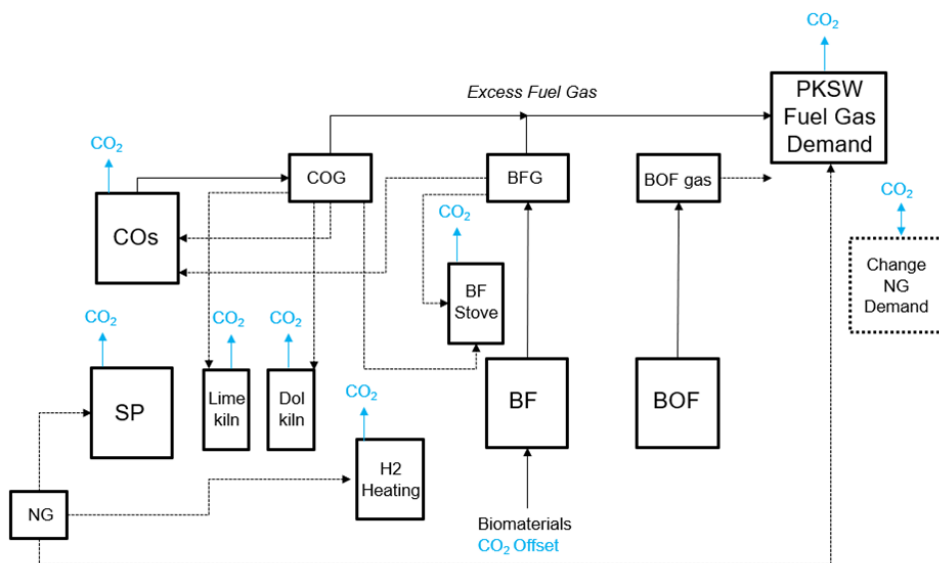 CO₂
PKSW
Fuel Gas
Demand
Excess Fuel Gas
CO₂
COG
BFG
BOF gas
CO₂
CO₂
COs
BF
Stove
Change
NG
Demand
CO₂
CO₂
CO₂
SP
Lime
kiln
Dol
kiln
BF
BOF
CO₂
H2
Heating
NG
Biomaterials
CO₂ Offset